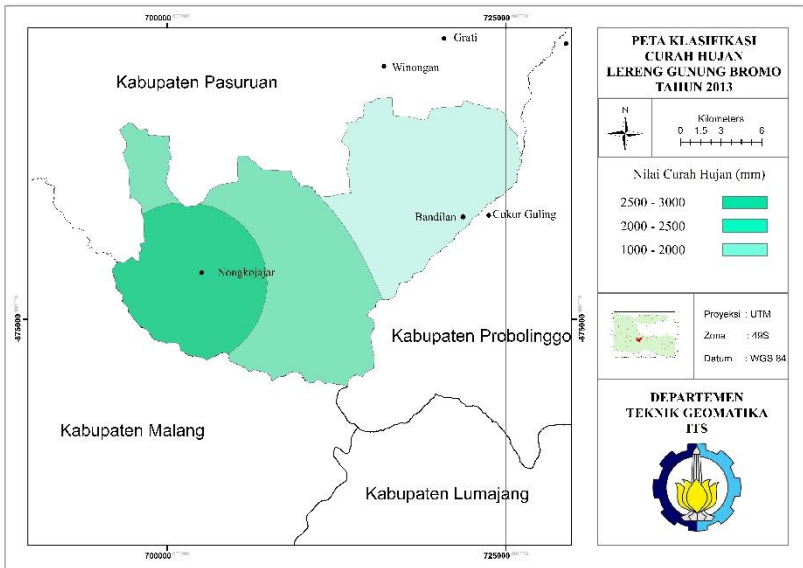 700000
725000
Grati
Winongan
Kabupaten Pasuruan
Bandilan
Cukur Guling
Nongkojajar
Kabupaten Probolinggo
Kabupaten Malang
Kabupaten Lumajang
700000
725000
PETA KLASIFIKASI
CURAH HUJAN
LERENG GUNUNG BROMO
TAHUN 2013
N
Kilometers
0 1.5 3 6
Nilai Curah Hujan (mm)
2500 - 3000
2000 - 2500
1000 - 2000
Proyeksi : UTM
Zona : 49S
Datum : WGS 84
DEPARTEMEN
TEKNIK GEOMATIKA
ITS